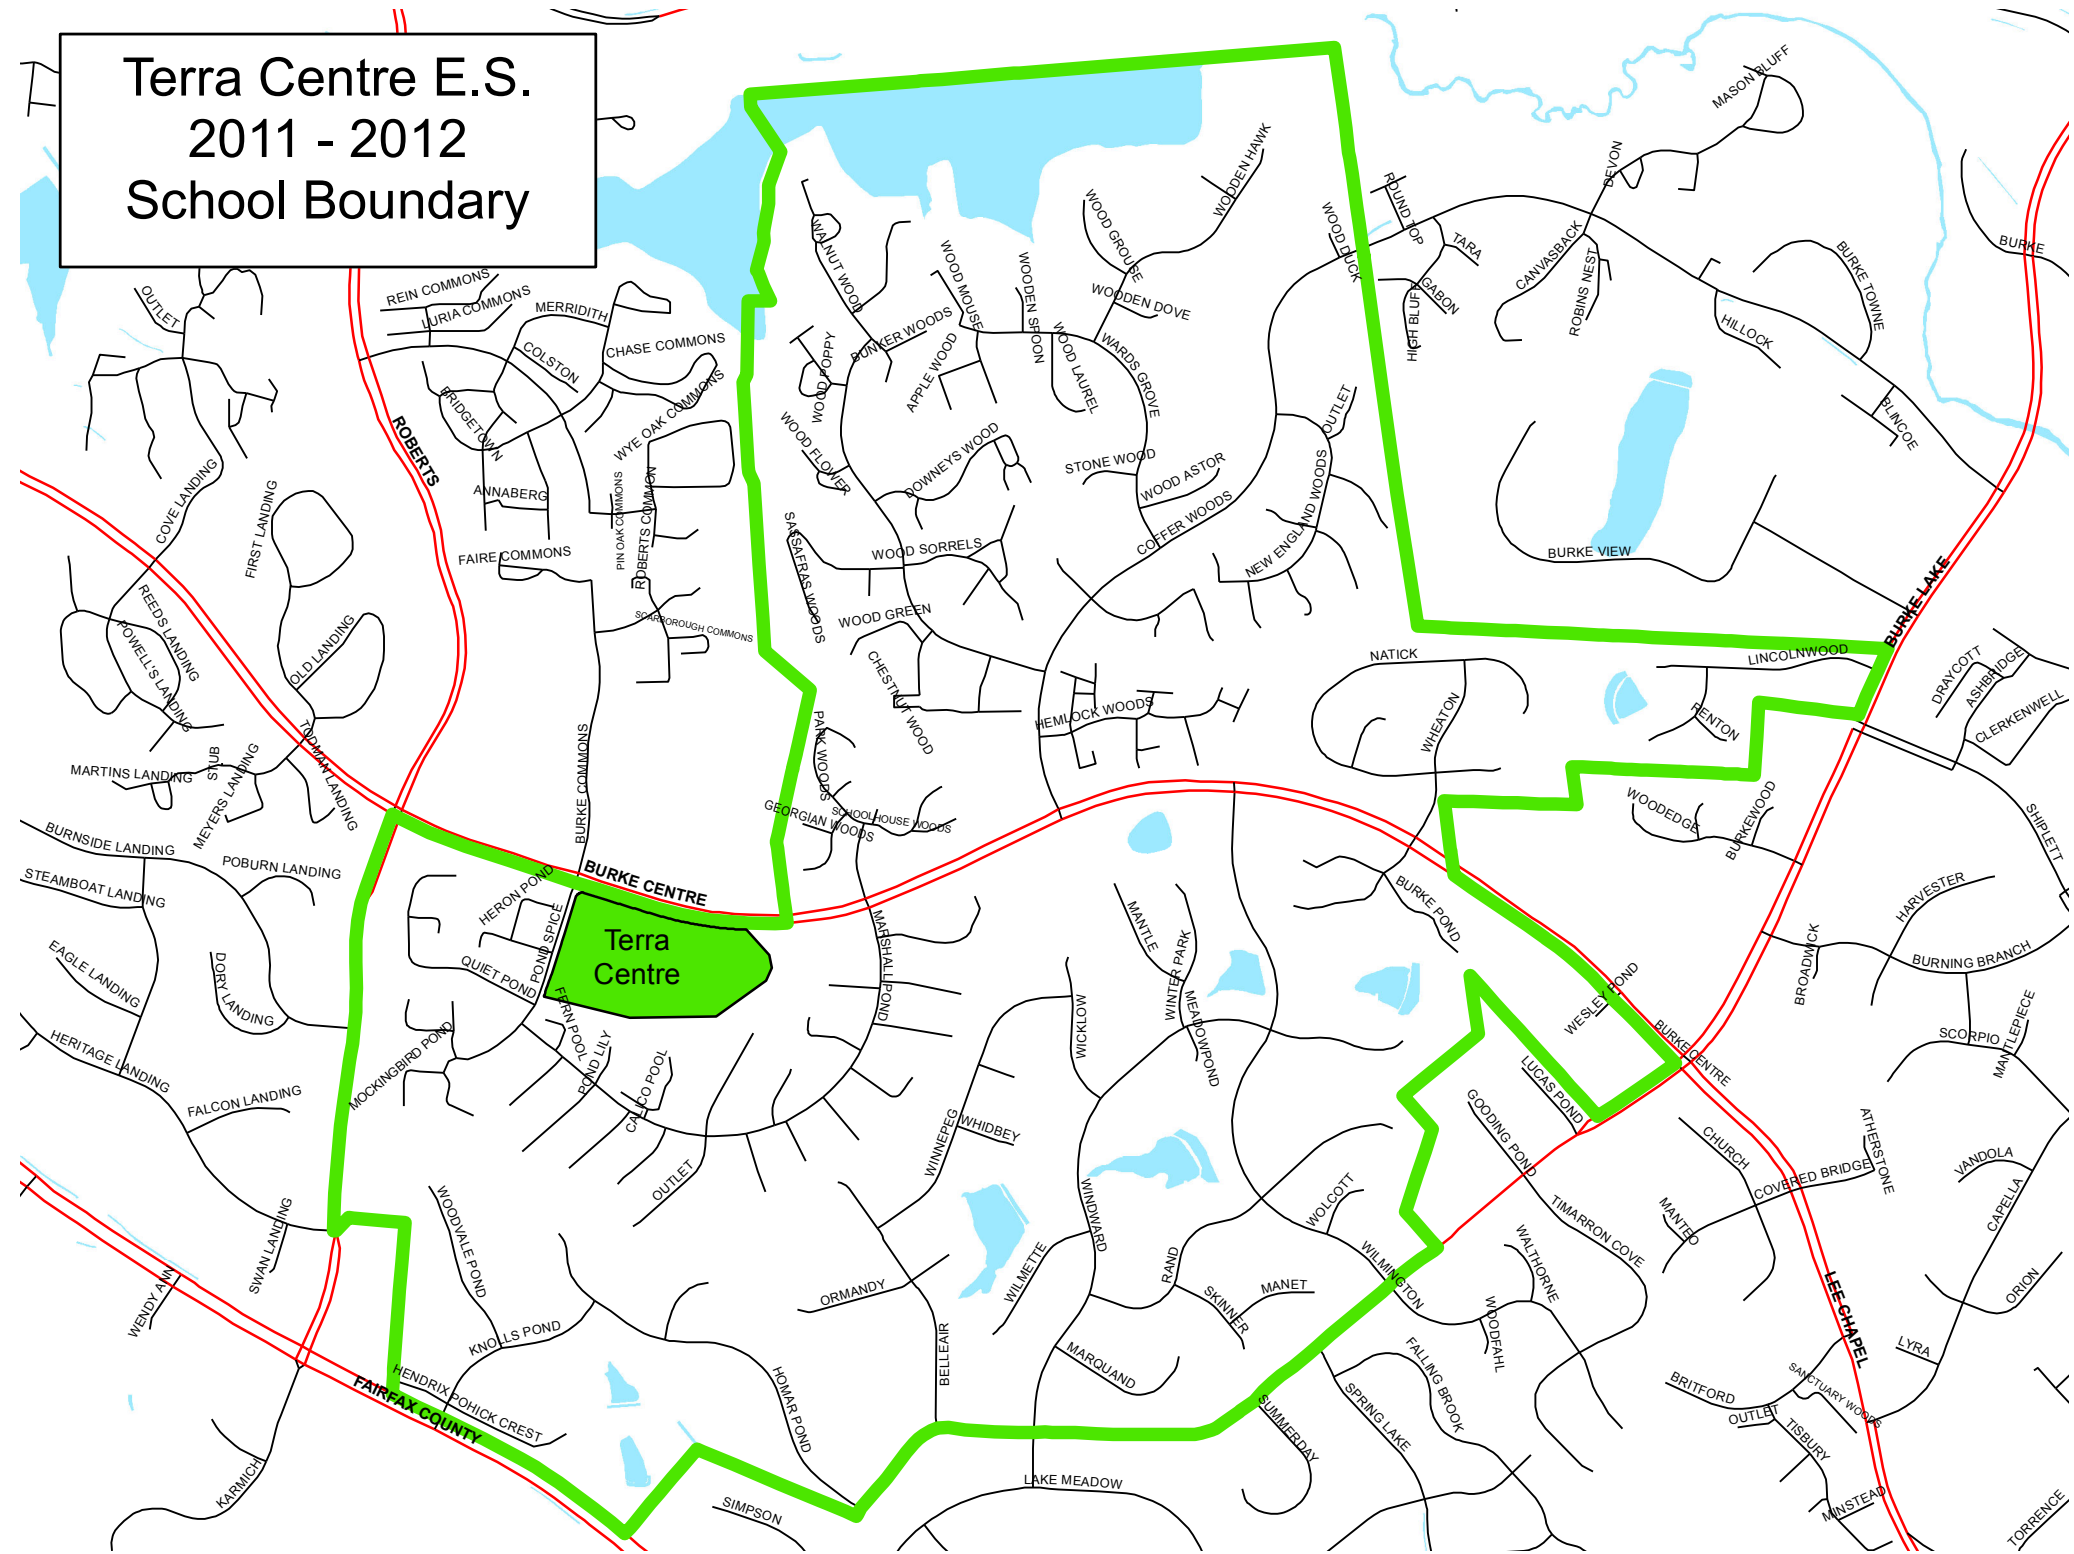 Terra Centre E.S.
2011 - 2012
School Boundary
MASON BLUFF
DEVON
WOODEN HAWK
ROUND TOP
WOOD GROUSE
WOOD DUCK
TARA
CANVASBACK
BURKE
BURKE TOWNE
OUTLET
REIN COMMONS
LURIA COMMONS
MERRIDITH
WALNUT WOOD
WOOD MOUSE
WOODEN SPOON
WOODEN DOVE
GABON
HIGH BLUFF
ROBINS NEST
HILLOCK
CHASE COMMONS
COLSTON
WOOD POPPY
BUNKER WOODS
APPLE WOOD
WOOD LAUREL
WARDS GROVE
BRIDGETOWN
WYE OAK COMMONS
ROBERTS
WOOD FLOWER
DOWNEYS WOOD
STONE WOOD
WOOD ASTOR
OUTLET
BLINCOE
COVE LANDING
FIRST LANDING
ANNABERG
PIN OAK COMMONS
ROBERTS COMMON
FAIRE COMMONS
SASSAFRAS WOODS
WOOD SORRELS
COFFER WOODS
NEW ENGLAND WOODS
BURKE VIEW
BURKE LAKE
REEDS LANDING
POWELL'S LANDING
OLD LANDING
SCARBOROUGH COMMONS
WOOD GREEN
CHESTNUT WOOD
NATICK
LINCOLNWOOD
DRAYCOTT
ASHBRIDGE
CLERKENWELL
TODMAN LANDING
STUB
MARTINS LANDING
MEYERS LANDING
BURKE COMMONS
PARK WOODS
HEMLOCK WOODS
WHEATON
RENTON
GEORGIAN WOODS
SCHOOLHOUSE WOODS
WOODEDGE
BURKEWOOD
SHIPLETT
BURNSIDE LANDING
POBURN LANDING
STEAMBOAT LANDING
HERON POND
BURKE CENTRE
BURKE POND
HARVESTER
EAGLE LANDING
DORY LANDING
QUIET POND
POND SPICE
Terra
Centre
MARSHALL POND
MANTLE
WINTER PARK
BROADWICK
BURNING BRANCH
HERITAGE LANDING
MOCKINGBIRD POND
FERN POOL
POND LILY
CALICO POOL
WICKLOW
MEADOWPOND
WESLEY POND
BURKE CENTRE
SCORPIO
MANTLEPIECE
FALCON LANDING
WINNEPEG
WHIDBEY
LUCAS POND
GOODING POND
CHURCH
ATHERSTONE
COVERED BRIDGE
VANDOLA
CAPELLA
SWAN LANDING
WOODVALE POND
OUTLET
WINDWARD
WOLCOTT
TIMARRON COVE
MANTEO
WENDY ANN
ORMANDY
WILMETTE
RAND
SKINNER
MANET
WILMINGTON
WALTHORNE
WOODFAHL
LEE CHAPEL
ORION
LYRA
KNOLLS POND
HENDRIX
POHICK CREST
FAIRFAX COUNTY
HOMAR POND
BELLEAIR
MARQUAND
SUMMERDAY
SPRING LAKE
FALLING BROOK
BRITFORD
OUTLET
SANCTUARY WOODS
TISBURY
KARMICH
SIMPSON
LAKE MEADOW
MINSTEAD
TORRENCE